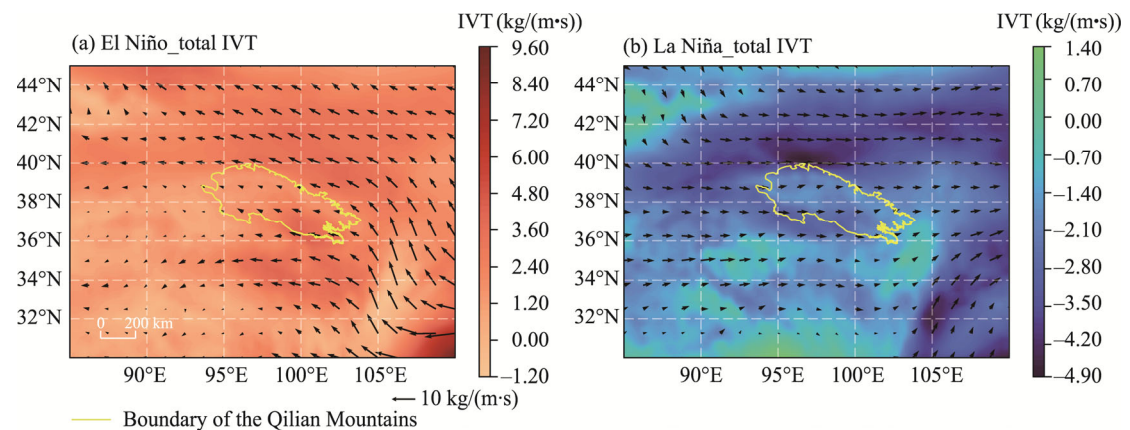 IVT (kg/(m•s))
(a) El Niño_total IVT
9.60
8.40
7.20
6.00
4.80
3.60
2.40
1.20
0.00
–1.20
44°N
42°N
40°N
38°N
36°N
34°N
32°N
0 200 km
90°E 95°E 100°E 105°E
10 kg/(m·s)
Boundary of the Qilian Mountains
IVT (kg/(m•s))
(b) La Niña_total IVT
1.40
0.70
0.00
–0.70
–1.40
–2.10
–2.80
–3.50
–4.20
–4.90
44°N
42°N
40°N
38°N
36°N
34°N
32°N
90°E 95°E 100°E 105°E